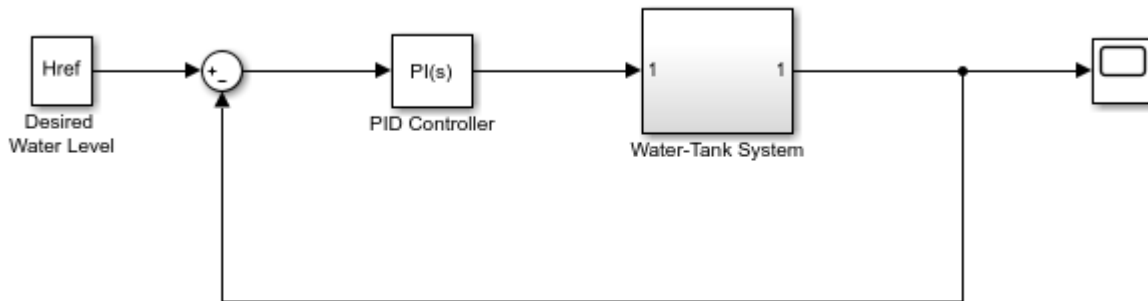 Href
Desired
Water Level
+
-
PI(s)
PID Controller
1
1
Water-Tank System